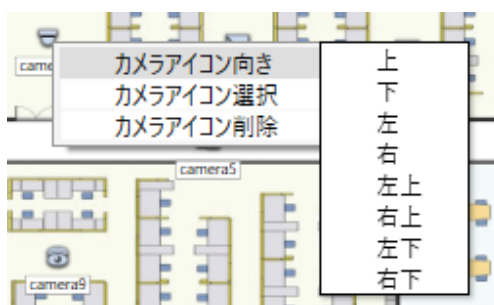 came
カメラアイコン向き
カメラアイコン選択
カメラアイコン削除
上
下
左
右
左上
右上
左下
右下
camera5
camera9